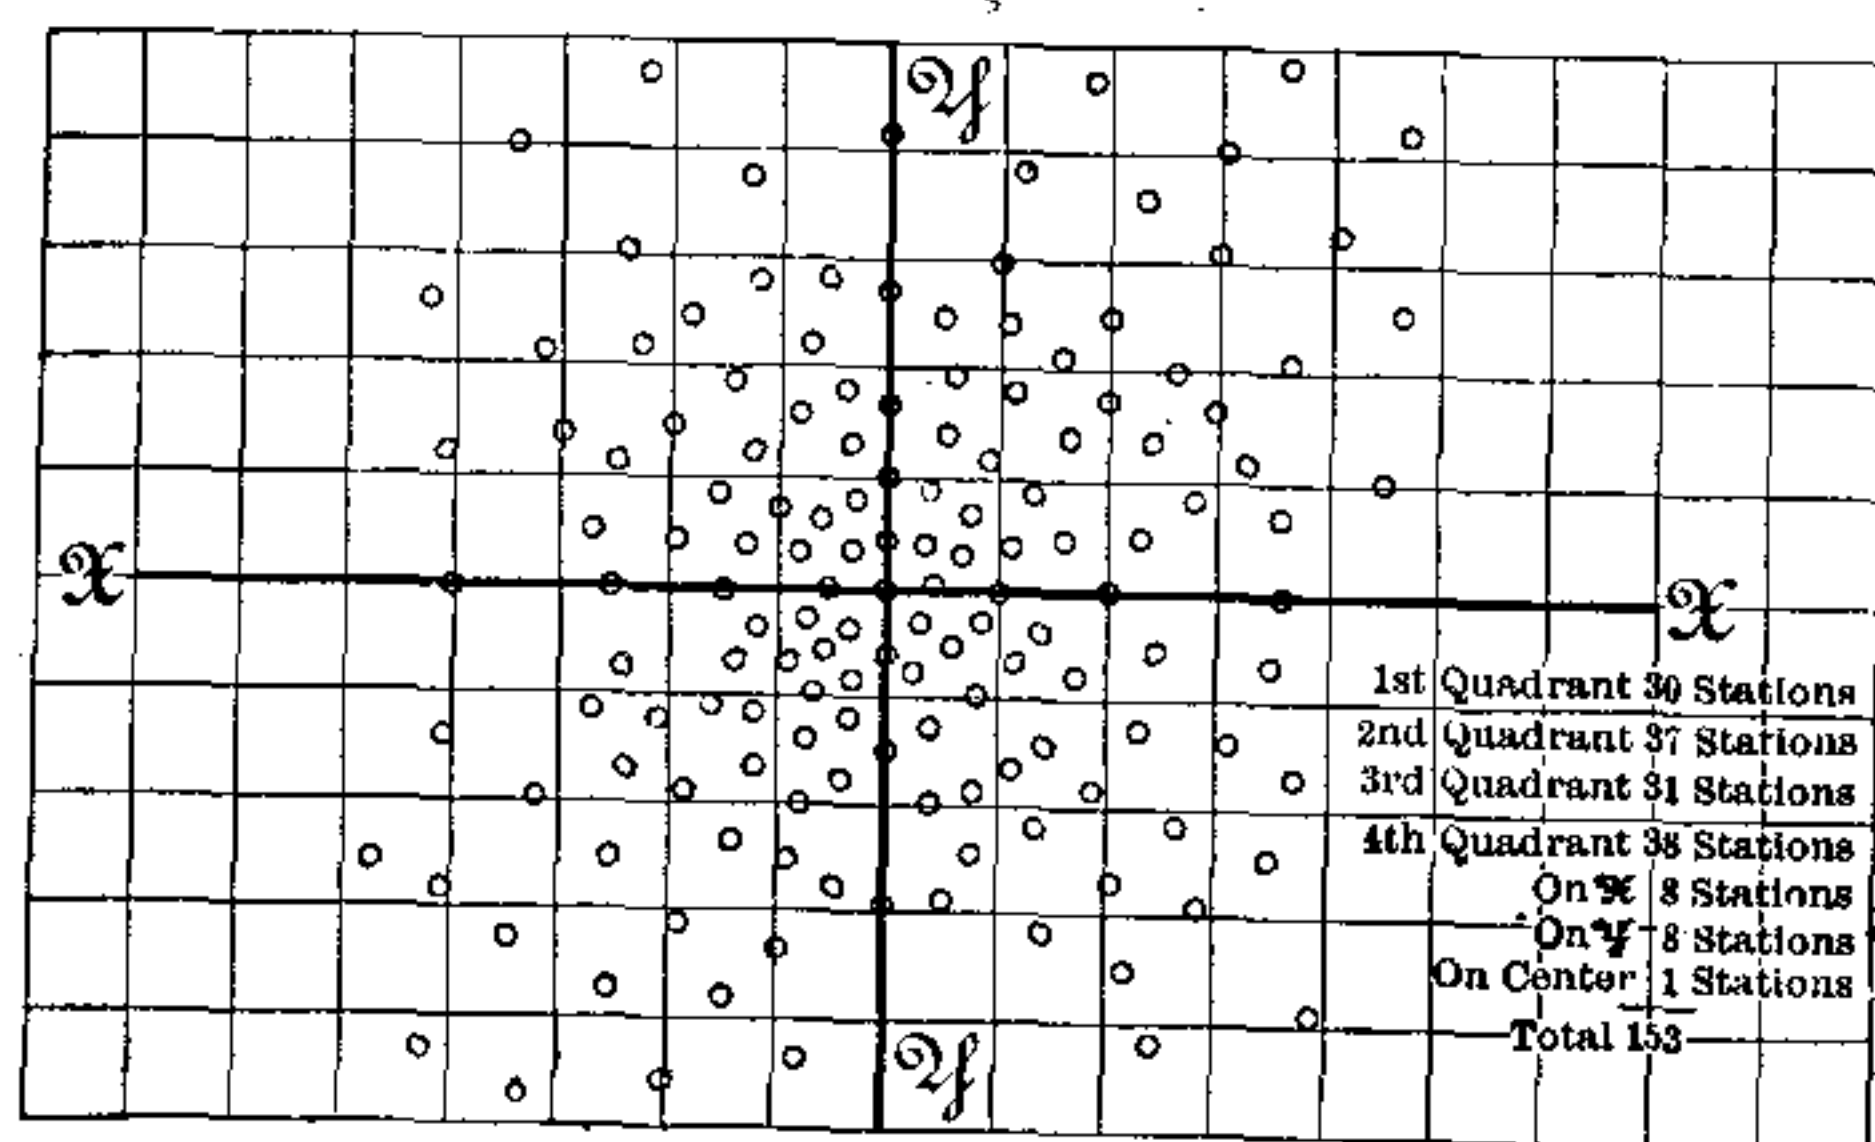 Y
X X
1st Quadrant 30 Stations
2nd Quadrant 37 Stations
3rd Quadrant 31 Stations
4th Quadrant 38 Stations
On X 8 Stations
On Y 8 Stations
On Center 1 Stations
Total 153
Y